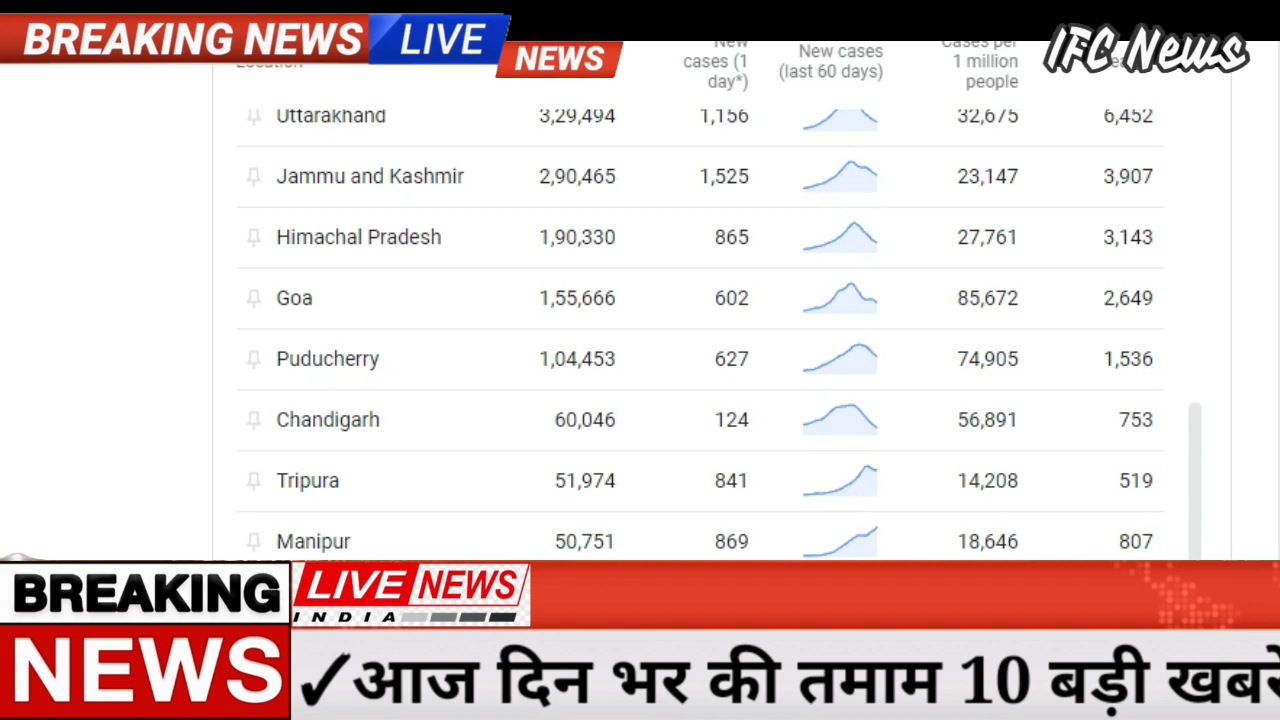 BREAKING NEWS LIVE
NEWS
IFC News
Location
New cases (1 day*)
New cases (last 60 days)
Cases per 1 million people
Uttarakhand 3,29,494 1,156 32,675 6,452
Jammu and Kashmir 2,90,465 1,525 23,147 3,907
Himachal Pradesh 1,90,330 865 27,761 3,143
Goa 1,55,666 602 85,672 2,649
Puducherry 1,04,453 627 74,905 1,536
Chandigarh 60,046 124 56,891 753
Tripura 51,974 841 14,208 519
Manipur 50,751 869 18,646 807
BREAKING NEWS
LIVE NEWS
INDIA
✓आज दिन भर की तमाम 10 बड़ी खबरे